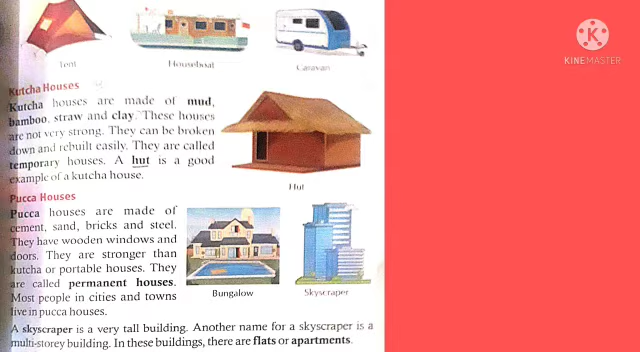 Tent Houseboat Caravan
Kutcha Houses
Kutcha houses are made of mud,
bamboo, straw and clay. These houses
are not very strong. They can be broken
down and rebuilt easily. They are called
temporary houses. A hut is a good
example of a kutcha house.
Hut
Pucca Houses
Pucca houses are made of
cement, sand, bricks and steel.
They have wooden windows and
doors. They are stronger than
kutcha or portable houses. They
are called permanent houses.
Most people in cities and towns
live in pucca houses.
Bungalow Skyscraper
A skyscraper is a very tall building. Another name for a skyscraper is a
multi-storey building. In these buildings, there are flats or apartments.
K
KINEMASTER